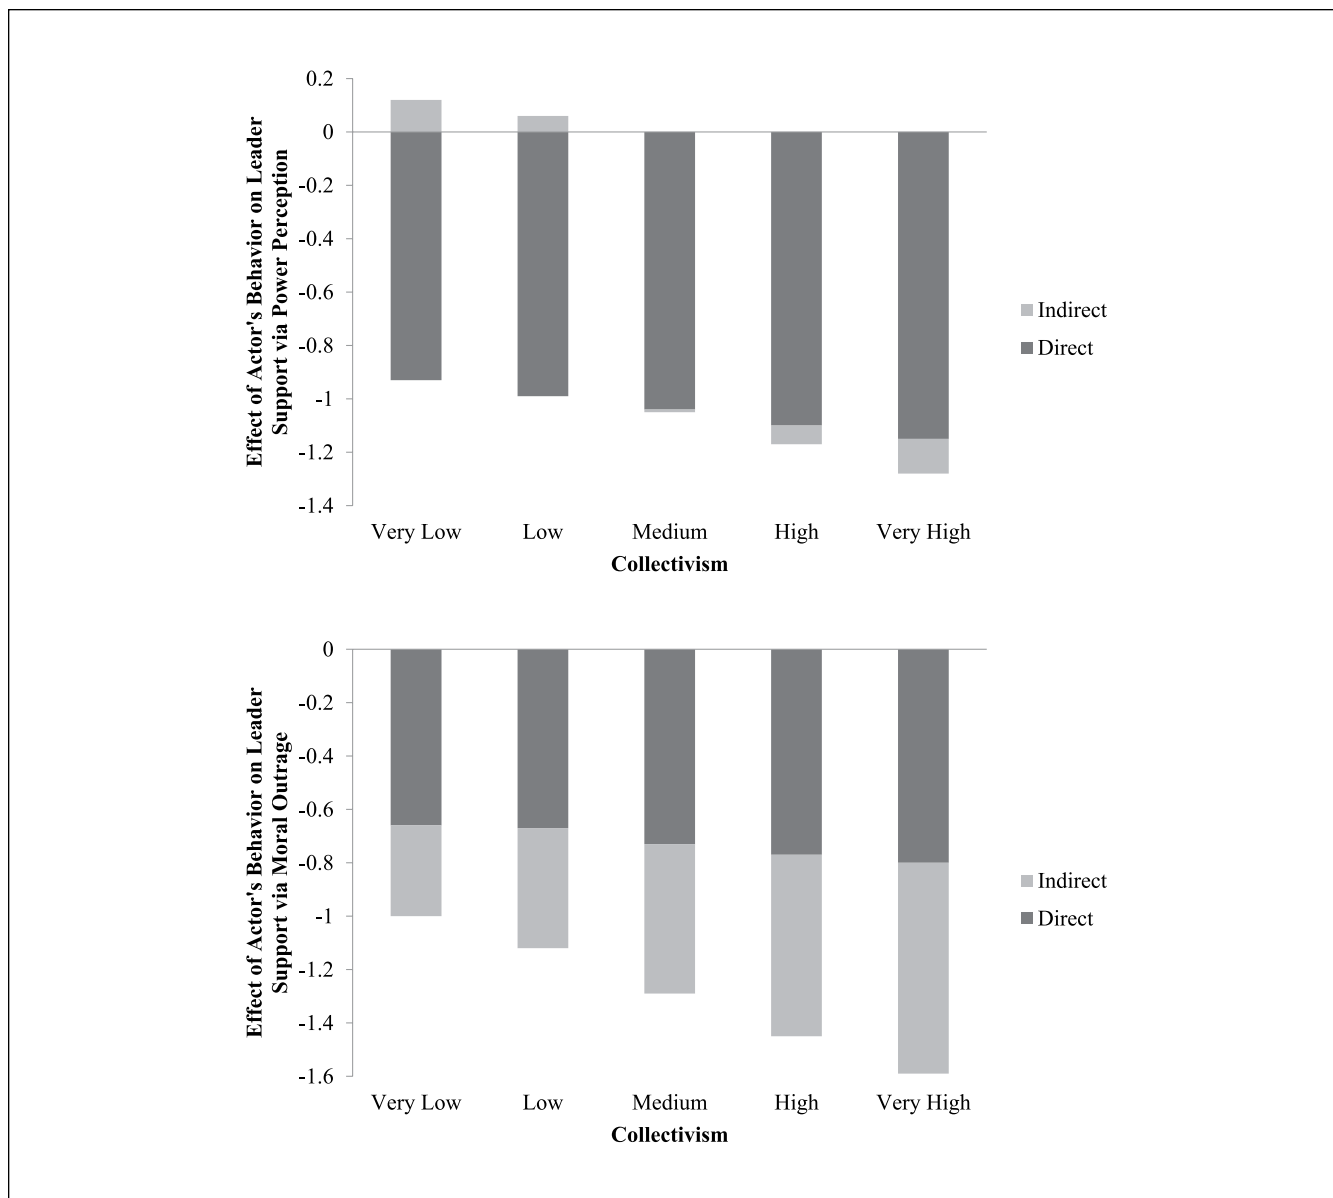 0.2
0
-0.2
-0.4
-0.6
-0.8
-1
-1.2
-1.4
Effect of Actor's Behavior on Leader
Support via Power Perception
Indirect
Direct
Very Low Low Medium High Very High
Collectivism
0
-0.2
-0.4
-0.6
-0.8
-1
-1.2
-1.4
-1.6
Effect of Actor's Behavior on Leader
Support via Moral Outrage
Indirect
Direct
Very Low Low Medium High Very High
Collectivism